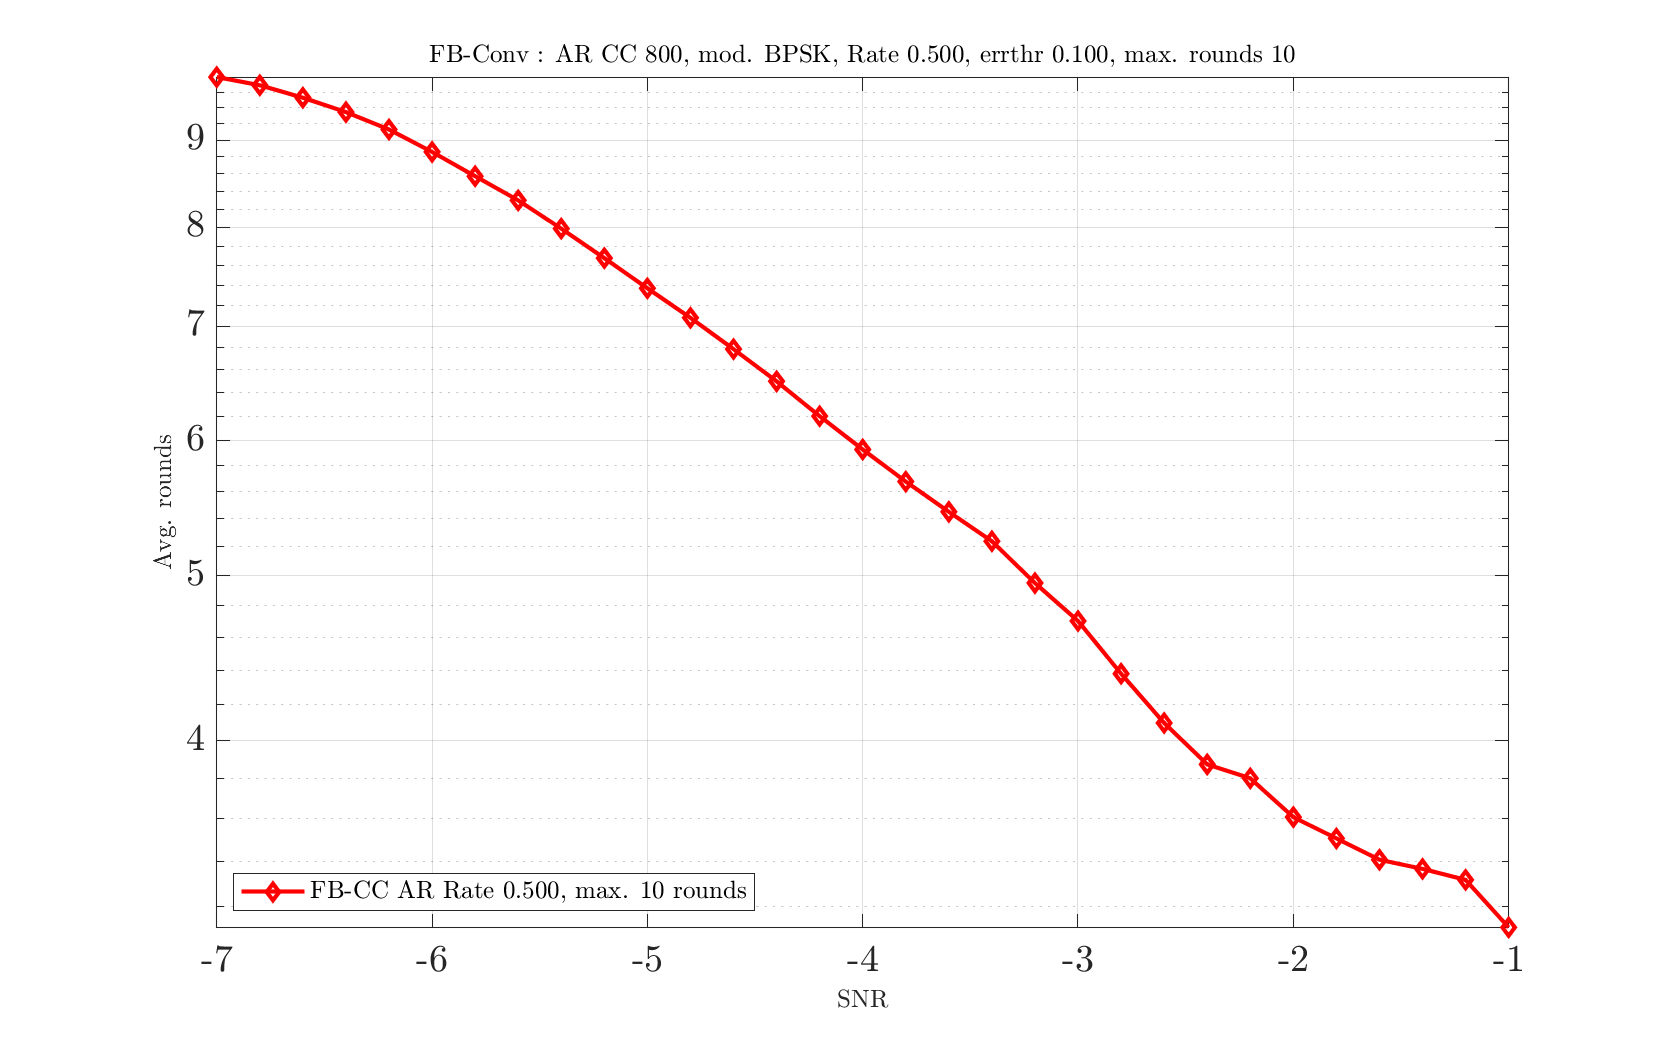 FB-Conv : AR CC 800, mod. BPSK, Rate 0.500, errthr 0.100, max. rounds 10
9
8
7
6
5
4
Avg. rounds
FB-CC AR Rate 0.500, max. 10 rounds
-7 -6 -5 -4 -3 -2 -1
SNR